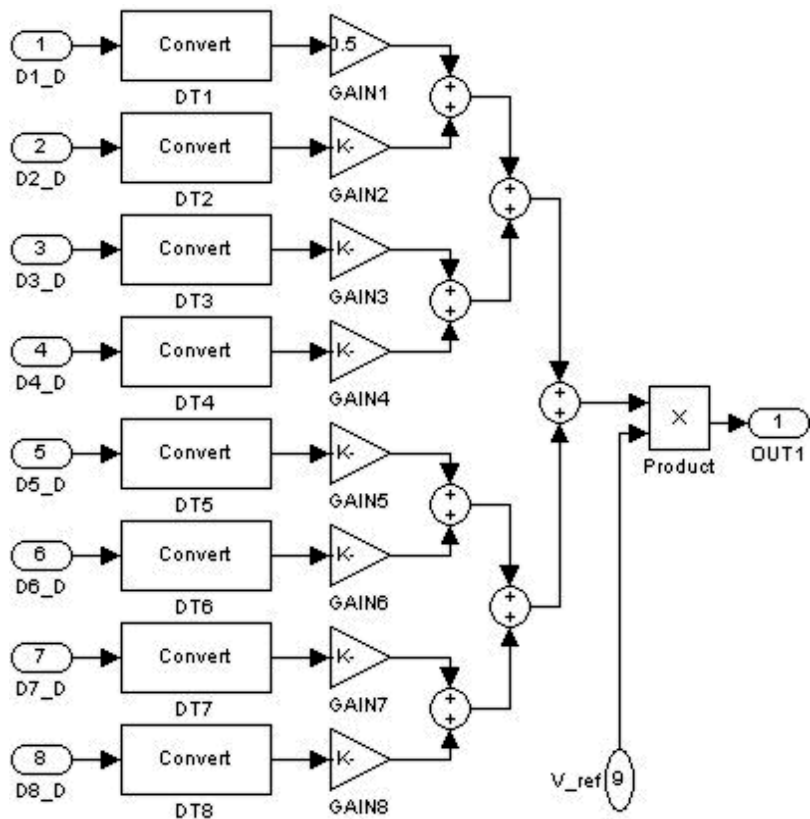 1 Convert 0.5
D1_D DT1 GAIN1
+
+
2 Convert K-
D2_D DT2 GAIN2
+
+
3 Convert K-
D3_D DT3 GAIN3
+
+
4 Convert K-
D4_D DT4 GAIN4
+
+
×
1
Product
OUT1
5 Convert K-
D5_D DT5 GAIN5
+
+
6 Convert K-
D6_D DT6 GAIN6
+
+
7 Convert K-
D7_D DT7 GAIN7
+
+
8 Convert K-
D8_D DT8 GAIN8
V_ref 9